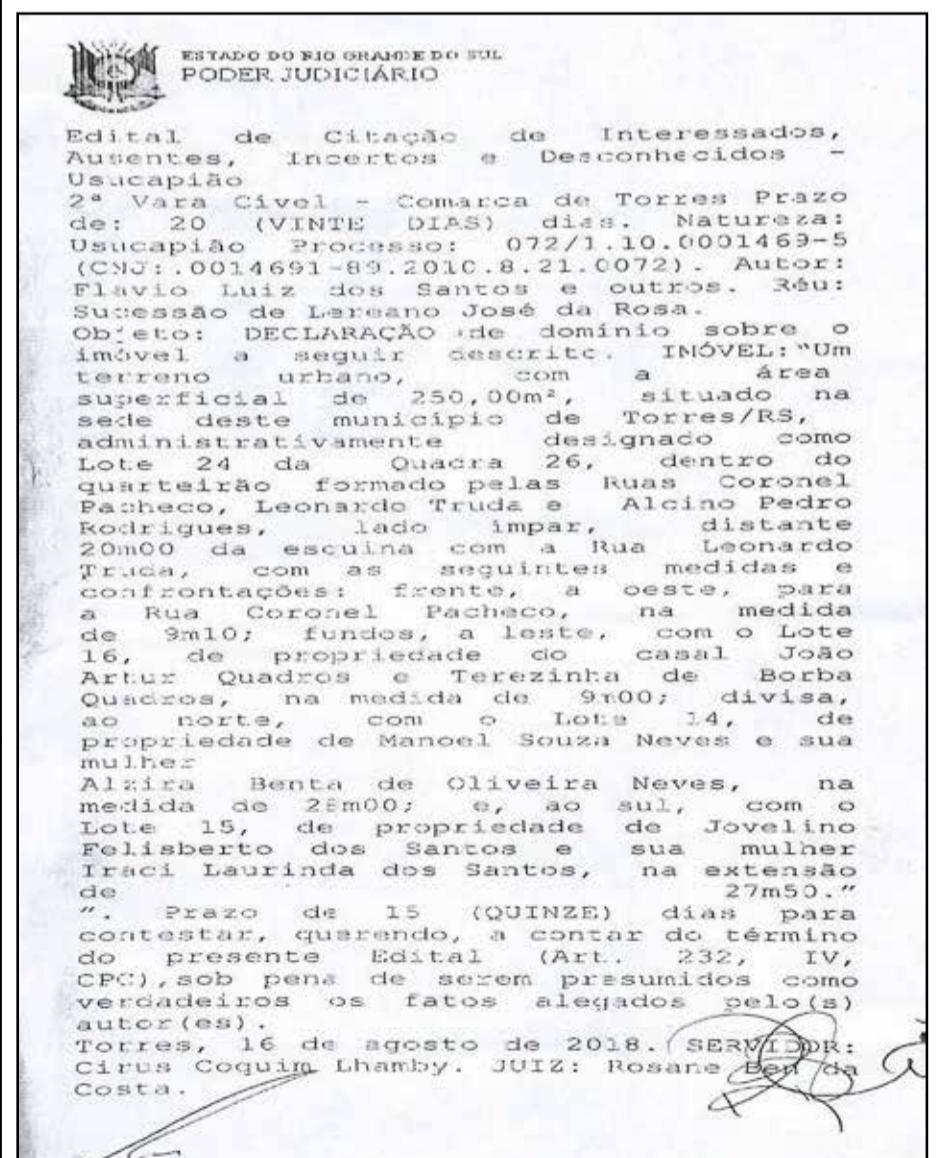 ESTADO DO RIO GRANDE DO SUL
PODER JUDICIÁRIO
Edital de Citação de Interessados,
Ausentes, Incertos e Desconhecidos –
Usucapião
2ª Vara Cível - Comarca de Torres Prazo
de: 20 (VINTE DIAS) dias. Natureza:
Usucapião Processo: 072/1.10.0001469-5
(CNJ:.0014691-89.2010.8.21.0072). Autor:
Flavio Luiz dos Santos e outros. Réu:
Sucessão de Lereano José da Rosa.
Objeto: DECLARAÇÃO de domínio sobre o
imóvel a seguir descrito. IMÓVEL:"Um
terreno urbano, com a área
superficial de 250,00m², situado na
sede deste município de Torres/RS,
administrativamente designado como
Lote 24 da Quadra 26, dentro do
quarteirão formado pelas Ruas Coronel
Pacheco, Leonardo Truda e Alcino Pedro
Rodrigues, lado ímpar, distante
20m00 da escuina com a Rua Leonardo
Truda, com as seguintes medidas e
confrontações: frente, a oeste, para
a Rua Coronel Pacheco, na medida
de 9m10; fundos, a leste, com o Lote
16, de propriedade do casal João
Artur Quadros e Terezinha de Borba
Quadros, na medida de 9m00; divisa,
ao norte, com o Lote 14, de
propriedade de Manoel Souza Neves e sua
mulher
Alzira Benta de Oliveira Neves, na
medida de 28m00; e, ao sul, com o
Lote 15, de propriedade de Jovelino
Felisberto dos Santos e sua mulher
Iraci Laurinda dos Santos, na extensão
de 27m50."
". Prazo de 15 (QUINZE) dias para
contestar, querendo, a contar do término
do presente Edital (Art. 232, IV,
CPC),sob pena de serem presumidos como
verdadeiros os fatos alegados pelo(s)
autor(es).
Torres, 16 de agosto de 2018. SERVIDOR:
Cirus Coquim Lhamby. JUIZ: Rosane Ben da
Costa.